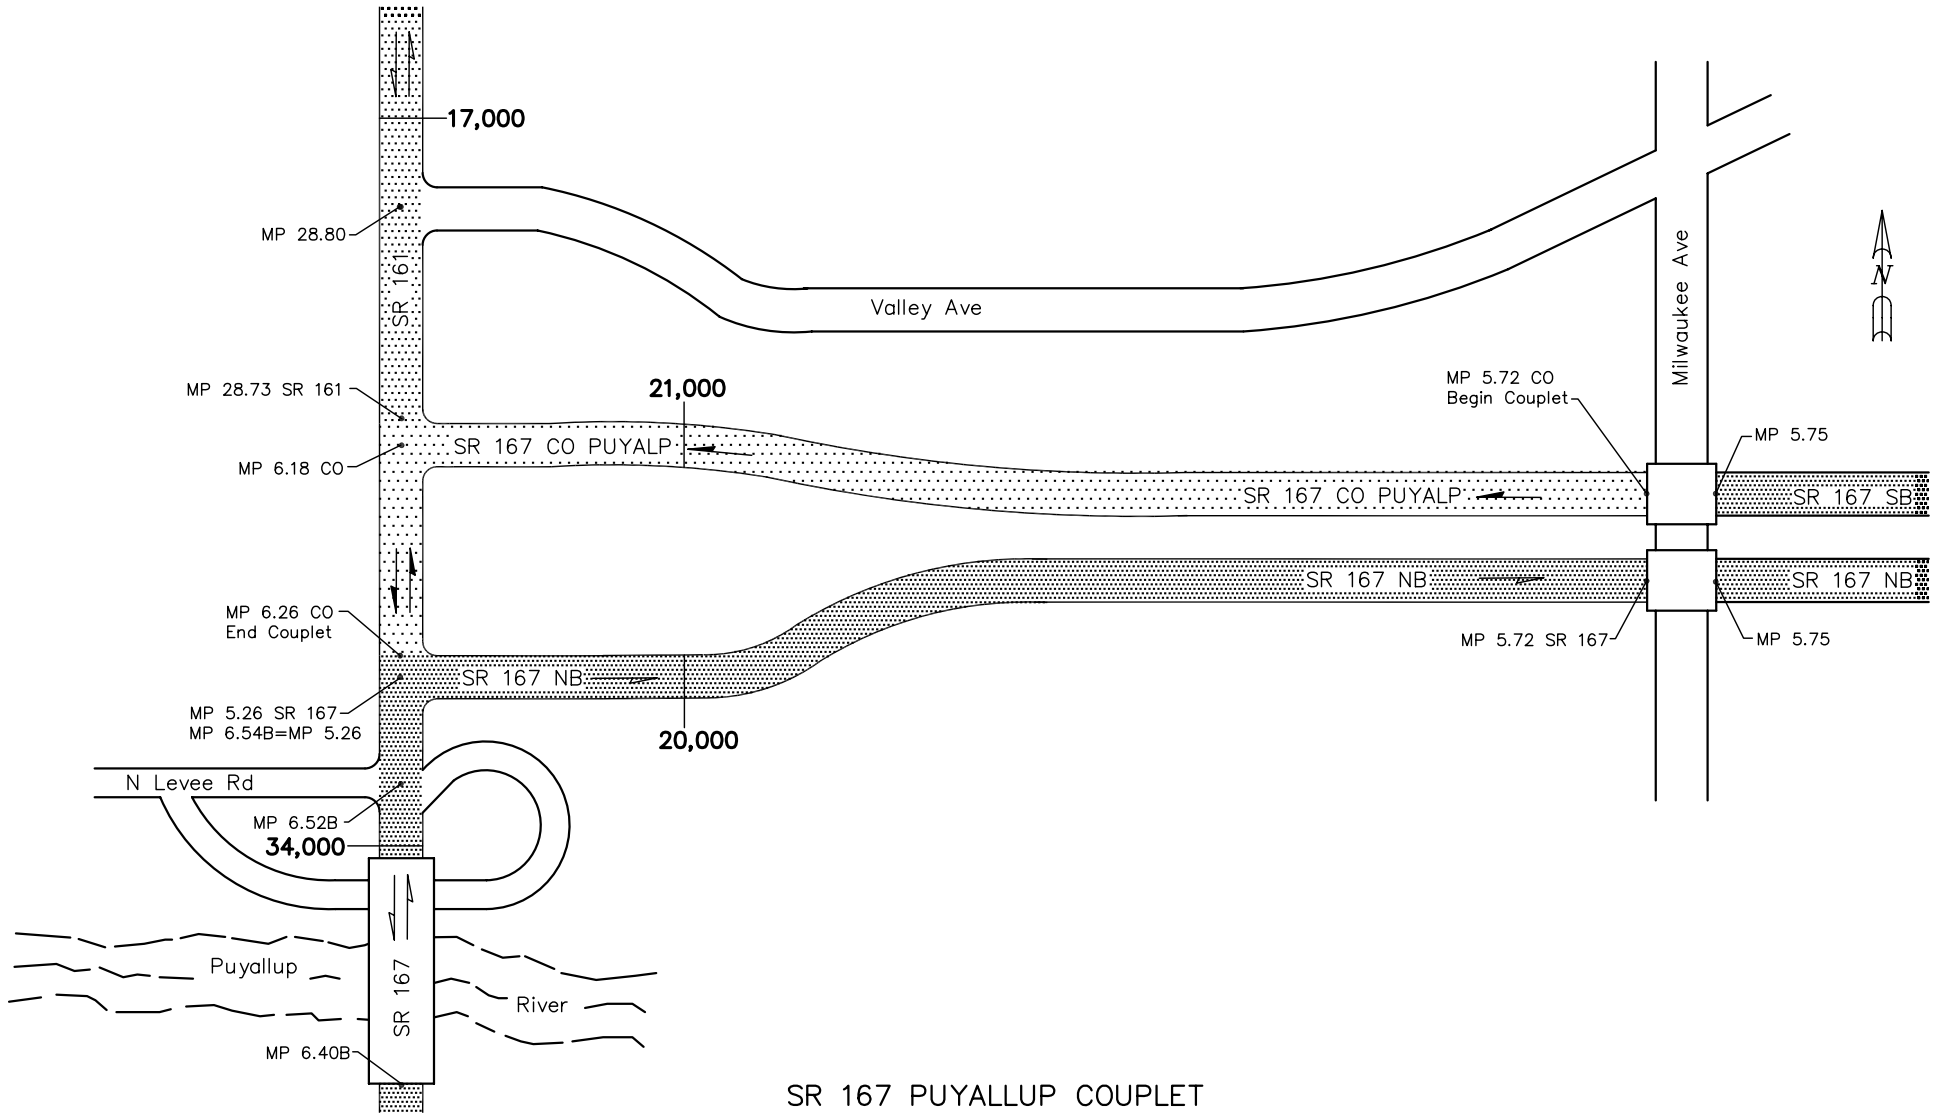 17,000
MP 28.80
SR 161
Valley Ave
Milwaukee Ave
N
MP 28.73 SR 161
21,000
MP 5.72 CO
Begin Couplet
MP 5.75
SR 167 CO PUYALP
MP 6.18 CO
SR 167 CO PUYALP
SR 167 SB
SR 167 NB
SR 167 NB
MP 6.26 CO
End Couplet
MP 5.72 SR 167
MP 5.75
SR 167 NB
MP 5.26 SR 167
MP 6.54B=MP 5.26
20,000
N Levee Rd
MP 6.52B
34,000
Puyallup
River
SR 167
MP 6.40B
SR 167 PUYALLUP COUPLET